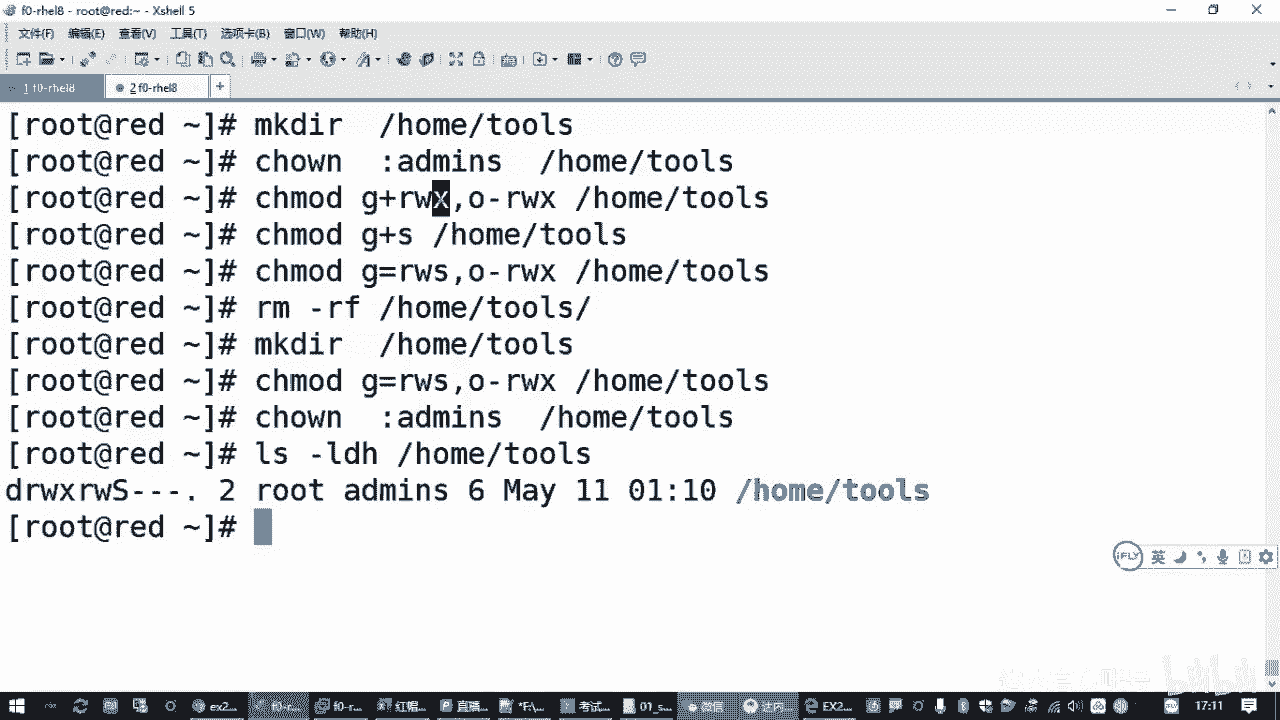 f0-rhel8 - root@red:~ - Xshell 5
文件(F) 编辑(E) 查看(V) 工具(T) 选项卡(B) 窗口(W) 帮助(H)
1 f0-rhel8 2 f0-rhel8 +
[root@red ~]# mkdir  /home/tools
[root@red ~]# chown  :admins  /home/tools
[root@red ~]# chmod g+rwx,o-rwx /home/tools
[root@red ~]# chmod g+s /home/tools
[root@red ~]# chmod g=rws,o-rwx /home/tools
[root@red ~]# rm -rf /home/tools/
[root@red ~]# mkdir  /home/tools
[root@red ~]# chmod g=rws,o-rwx /home/tools
[root@red ~]# chown  :admins  /home/tools
[root@red ~]# ls -ldh /home/tools
drwxrwS---. 2 root admins 6 May 11 01:10 /home/tools
[root@red ~]#
iFLY 英
ex2... f0-r... f0-r... 红帽... 官福... *E\... 考试... 01_s... 微信 达内 EX2... 17:11